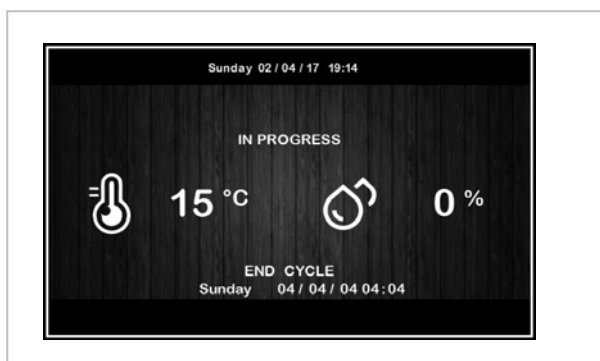 Sunday 02 / 04 / 17 19:14
IN PROGRESS
15 °C 0 %
END CYCLE
Sunday 04 / 04 / 04 04:04